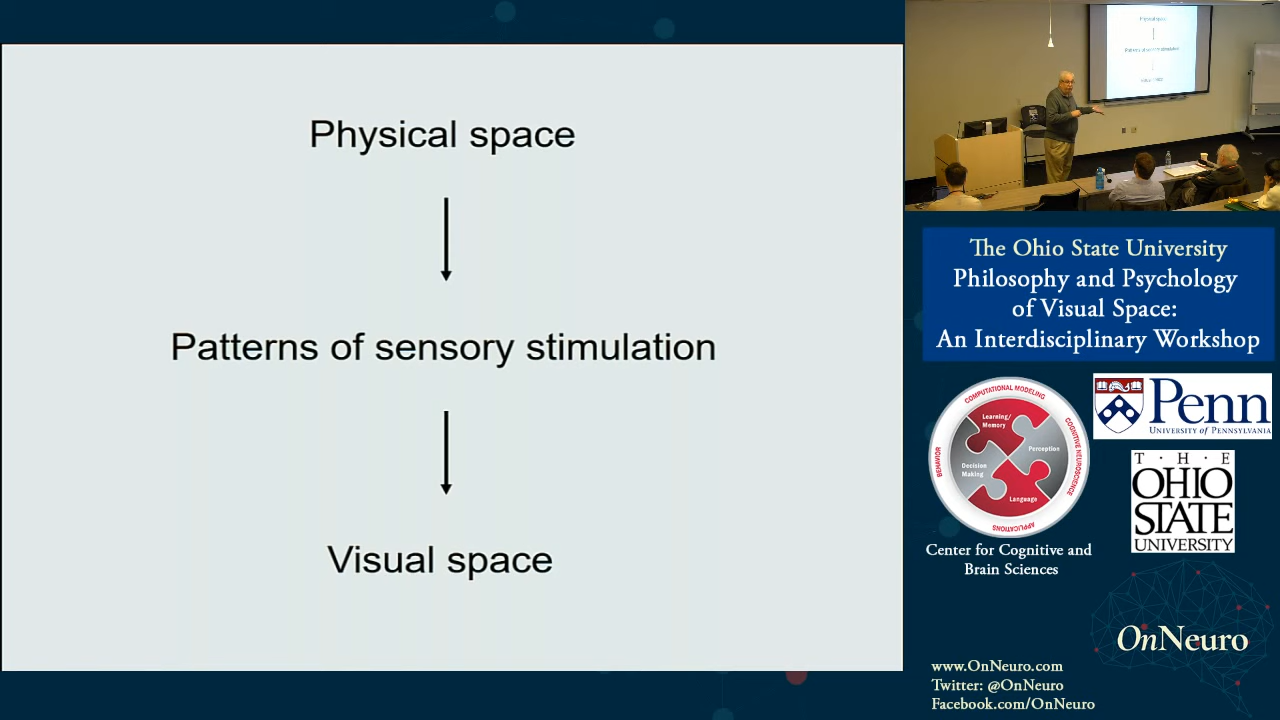 Physical space
Patterns of sensory stimulation
Visual space
The Ohio State University
Philosophy and Psychology
of Visual Space:
An Interdisciplinary Workshop
COMPUTATIONAL MODELING
COGNITIVE NEUROSCIENCE
APPLICATIONS
BEHAVIOR
Learning/
Memory
Perception
Decision
Making
Language
Penn
UNIVERSITY of PENNSYLVANIA
T · H · E
OHIO
STATE
UNIVERSITY
Center for Cognitive and
Brain Sciences
OnNeuro
www.OnNeuro.com
Twitter: @OnNeuro
Facebook.com/OnNeuro